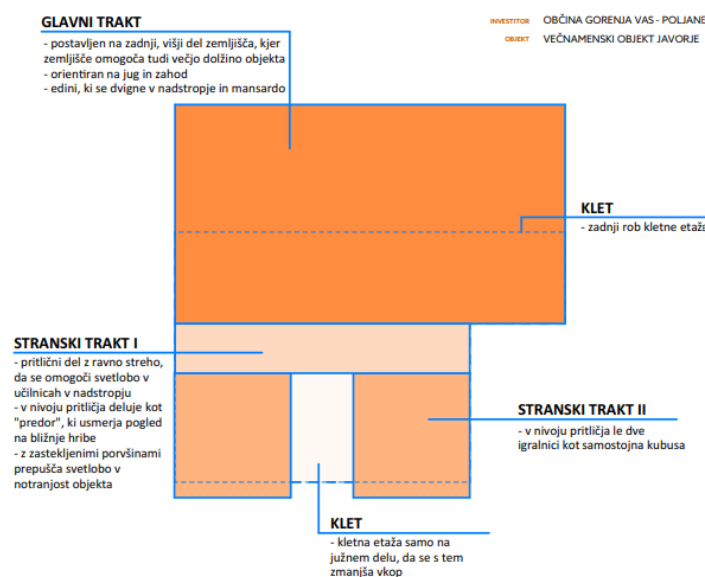 GLAVNI TRAKT
- postavljen na zadnji, višji del zemljišča, kjer
zemljišče omogoča tudi večjo dolžino objekta
- orientiran na jug in zahod
- edini, ki se dvigne v nadstropje in mansardo
INVESTITOR OBČINA GORENJA VAS - POLJANE
OBJEKT VEČNAMENSKI OBJEKT JAVORJE
KLET
- zadnji rob kletne etaže
STRANSKI TRAKT I
- pritlični del z ravno streho,
da se omogoči svetlobo v
učilnicah v nadstropju
- v nivoju pritličja deluje kot
"predor", ki usmerja pogled
na bližnje hribe
- z zastekljenimi porvšinami
prepušča svetlobo v
notranjost objekta
STRANSKI TRAKT II
- v nivoju pritličja le dve
igralnici kot samostojna kubusa
KLET
- kletna etaža samo na
južnem delu, da se s tem
zmanjša vkop